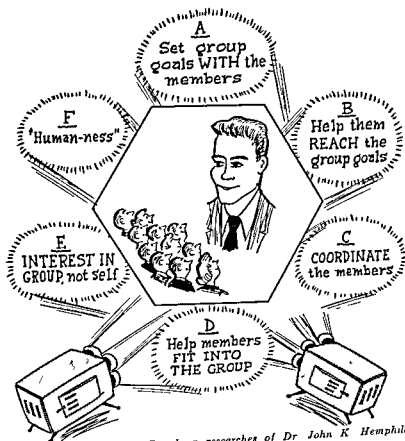 A
Set group
goals WITH the
members
B
Help them
REACH the
group goals
C
COORDINATE
the members
D
Help members
FIT INTO
THE GROUP
E
INTEREST IN
GROUP, not self
F
"Human-ness"
researches of Dr John K Hemphill